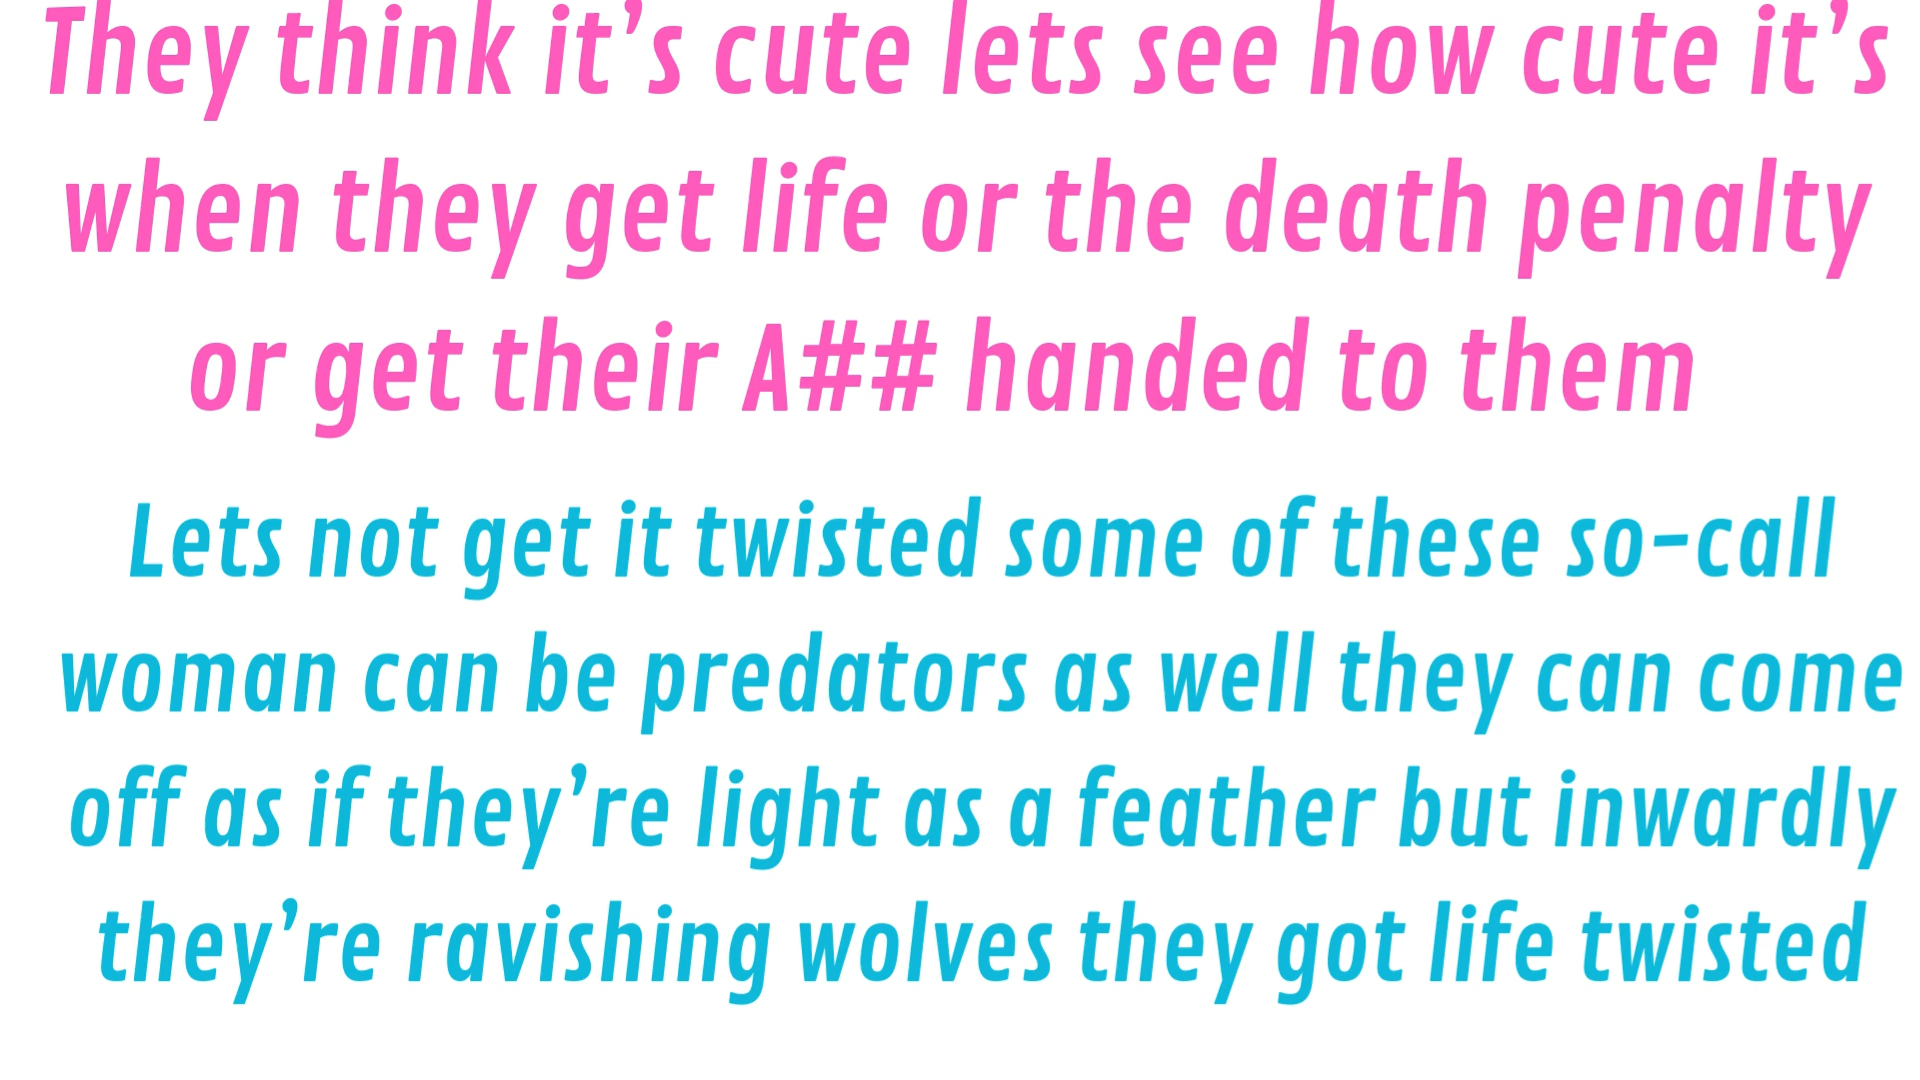 They think it’s cute lets see how cute it’s
when they get life or the death penalty
or get their A## handed to them
Lets not get it twisted some of these so-call
woman can be predators as well they can come
off as if they’re light as a feather but inwardly
they’re ravishing wolves they got life twisted